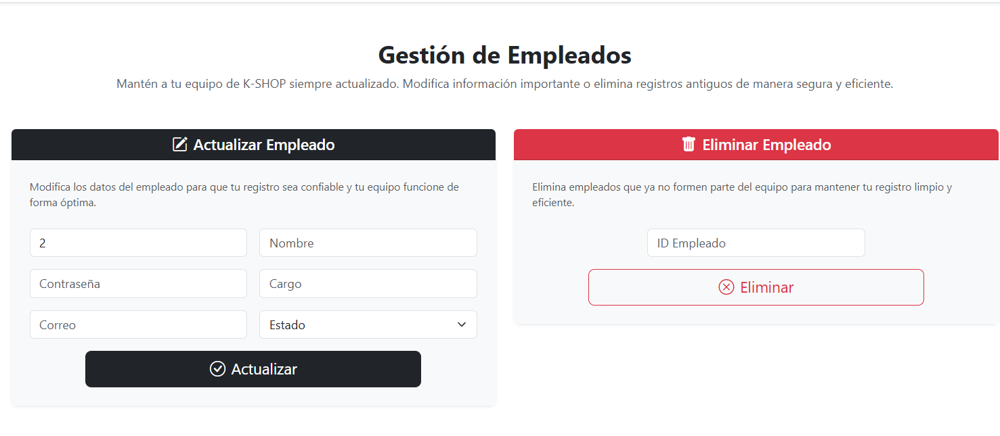 Gestión de Empleados
Mantén a tu equipo de K-SHOP siempre actualizado. Modifica información importante o elimina registros antiguos de manera segura y eficiente.
Actualizar Empleado
Modifica los datos del empleado para que tu registro sea confiable y tu equipo funcione de
forma óptima.
2
Nombre
Contraseña
Cargo
Correo
Estado
Actualizar
Eliminar Empleado
Elimina empleados que ya no formen parte del equipo para mantener tu registro limpio y
eficiente.
ID Empleado
Eliminar